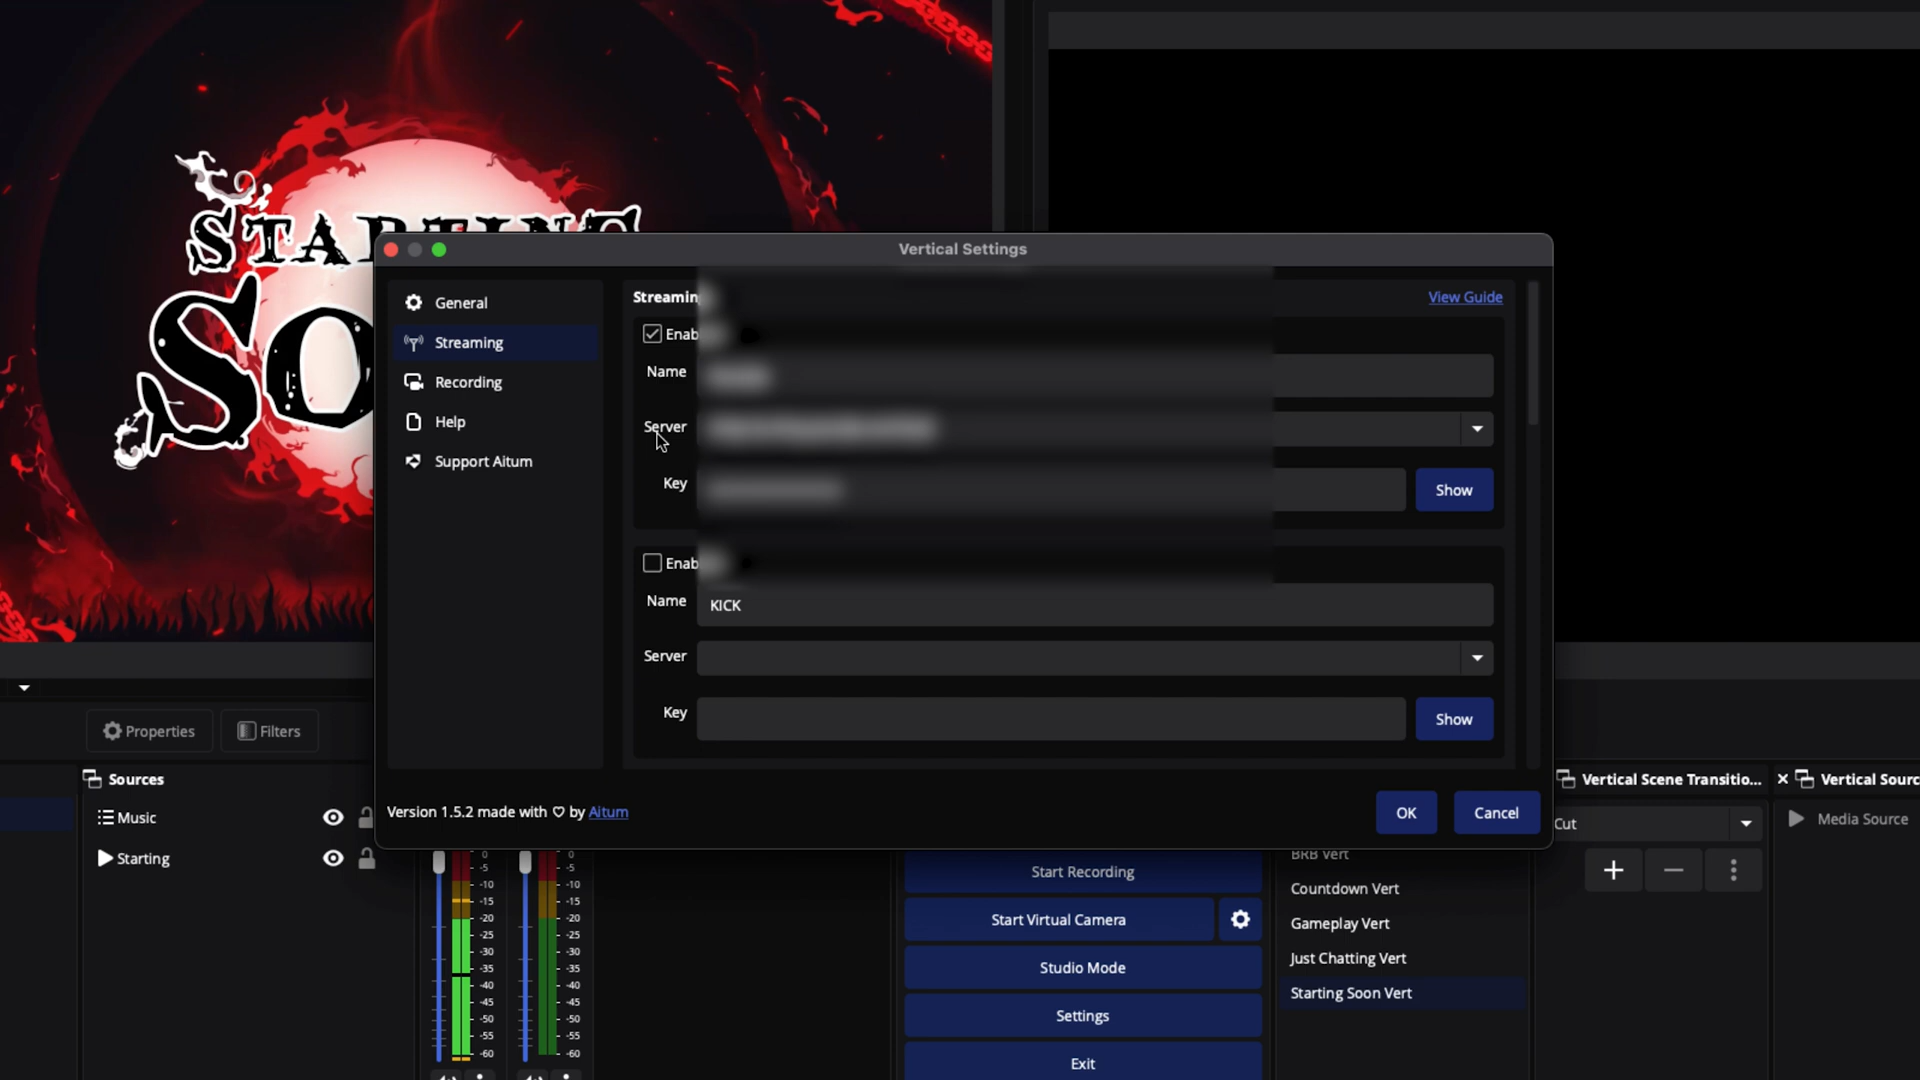 STARTING
So
Vertical Settings
General
Streaming
Recording
Help
Support Aitum
Streamin
View Guide
Enab
Name
Server
Key
Show
Enab
Name KICK
Server
Key
Show
Version 1.5.2 made with ♡ by Aitum
OK
Cancel
Properties
Filters
Sources
Music
Starting
0
-5
-10
-15
-20
-25
-30
-35
-40
-45
-50
-55
-60
0
-5
-10
-15
-20
-25
-30
-35
-40
-45
-50
-55
-60
Start Recording
Start Virtual Camera
Studio Mode
Settings
Exit
BRB Vert
Countdown Vert
Gameplay Vert
Just Chatting Vert
Starting Soon Vert
Vertical Scene Transitio...
Cut
Vertical Sourc
Media Source